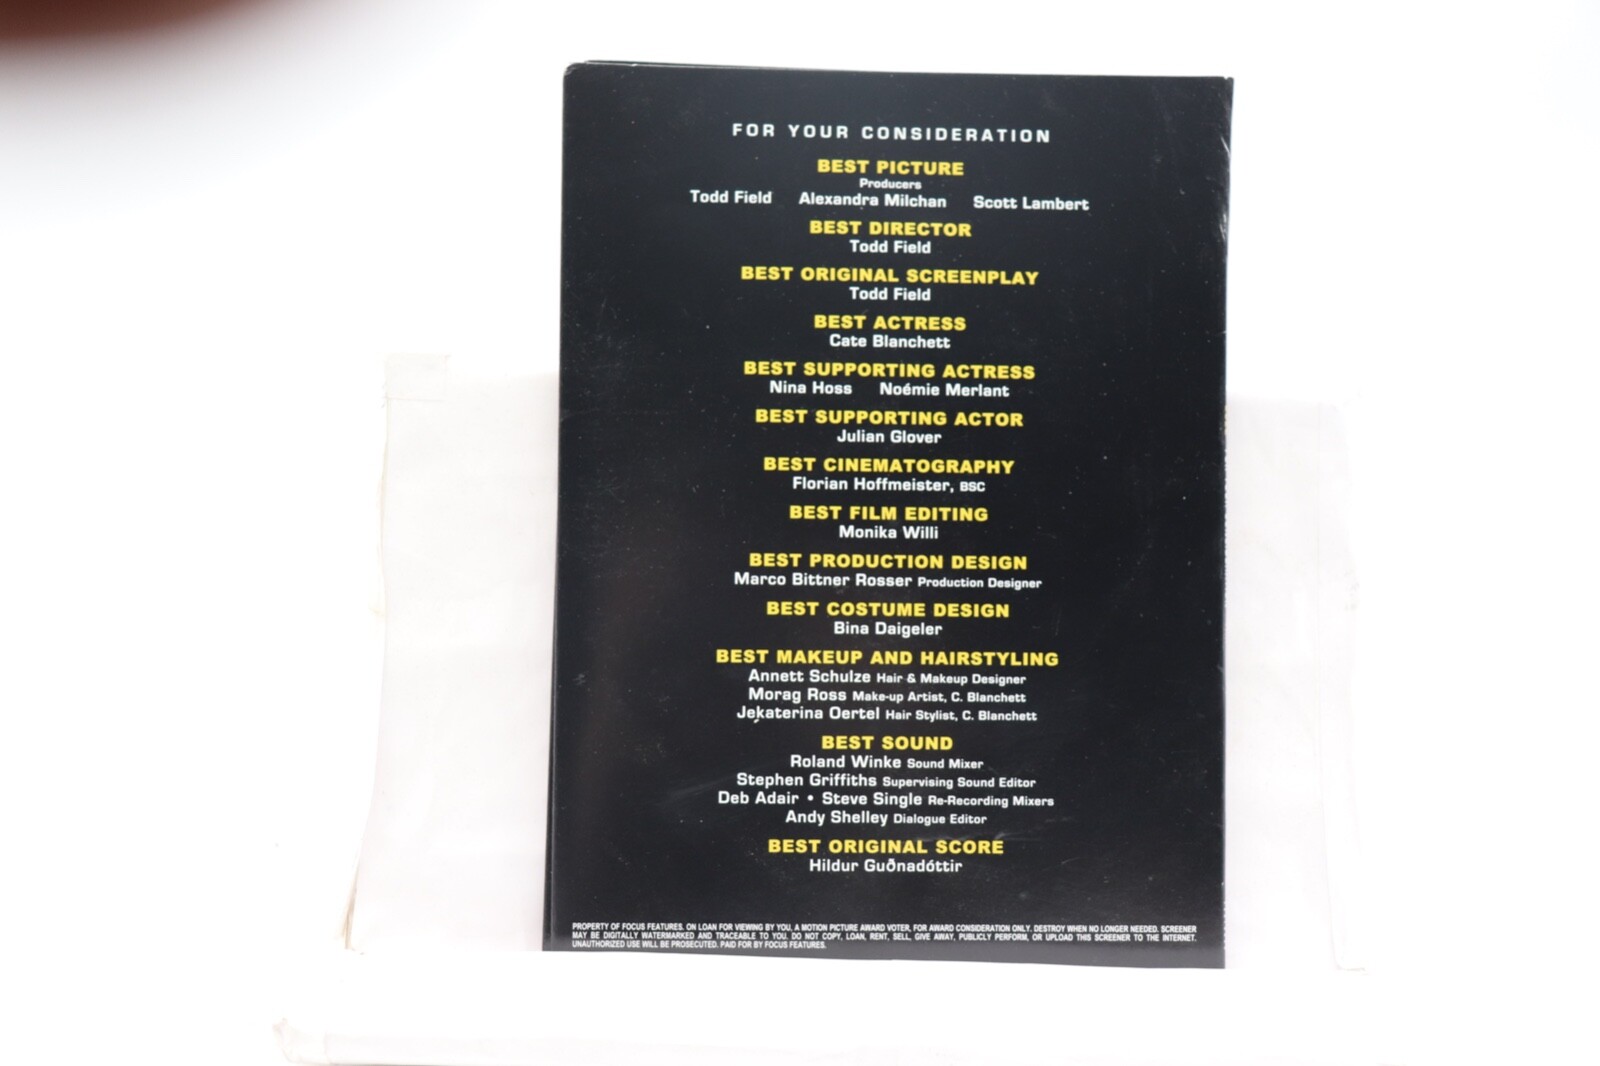 FOR YOUR CONSIDERATION
BEST PICTURE
Producers
Todd Field Alexandra Milchan Scott Lambert
BEST DIRECTOR
Todd Field
BEST ORIGINAL SCREENPLAY
Todd Field
BEST ACTRESS
Cate Blanchett
BEST SUPPORTING ACTRESS
Nina Hoss Noémie Merlant
BEST SUPPORTING ACTOR
Julian Glover
BEST CINEMATOGRAPHY
Florian Hoffmeister, BSC
BEST FILM EDITING
Monika Willi
BEST PRODUCTION DESIGN
Marco Bittner Rosser Production Designer
BEST COSTUME DESIGN
Bina Daigeler
BEST MAKEUP AND HAIRSTYLING
Annett Schulze Hair & Makeup Designer
Morag Ross Make-up Artist, C. Blanchett
Jekaterina Oertel Hair Stylist, C. Blanchett
BEST SOUND
Roland Winke Sound Mixer
Stephen Griffiths Supervising Sound Editor
Deb Adair • Steve Single Re-Recording Mixers
Andy Shelley Dialogue Editor
BEST ORIGINAL SCORE
Hildur Guðnadóttir
PROPERTY OF FOCUS FEATURES. ON LOAN FOR VIEWING BY YOU, A MOTION PICTURE AWARD VOTER, FOR AWARD CONSIDERATION ONLY. DESTROY WHEN NO LONGER NEEDED. SCREENER
MAY BE DIGITALLY WATERMARKED AND TRACEABLE TO YOU. DO NOT COPY, LOAN, RENT, SELL, GIVE AWAY, PUBLICLY PERFORM, OR UPLOAD THIS SCREENER TO THE INTERNET.
UNAUTHORIZED USE WILL BE PROSECUTED. PAID FOR BY FOCUS FEATURES.